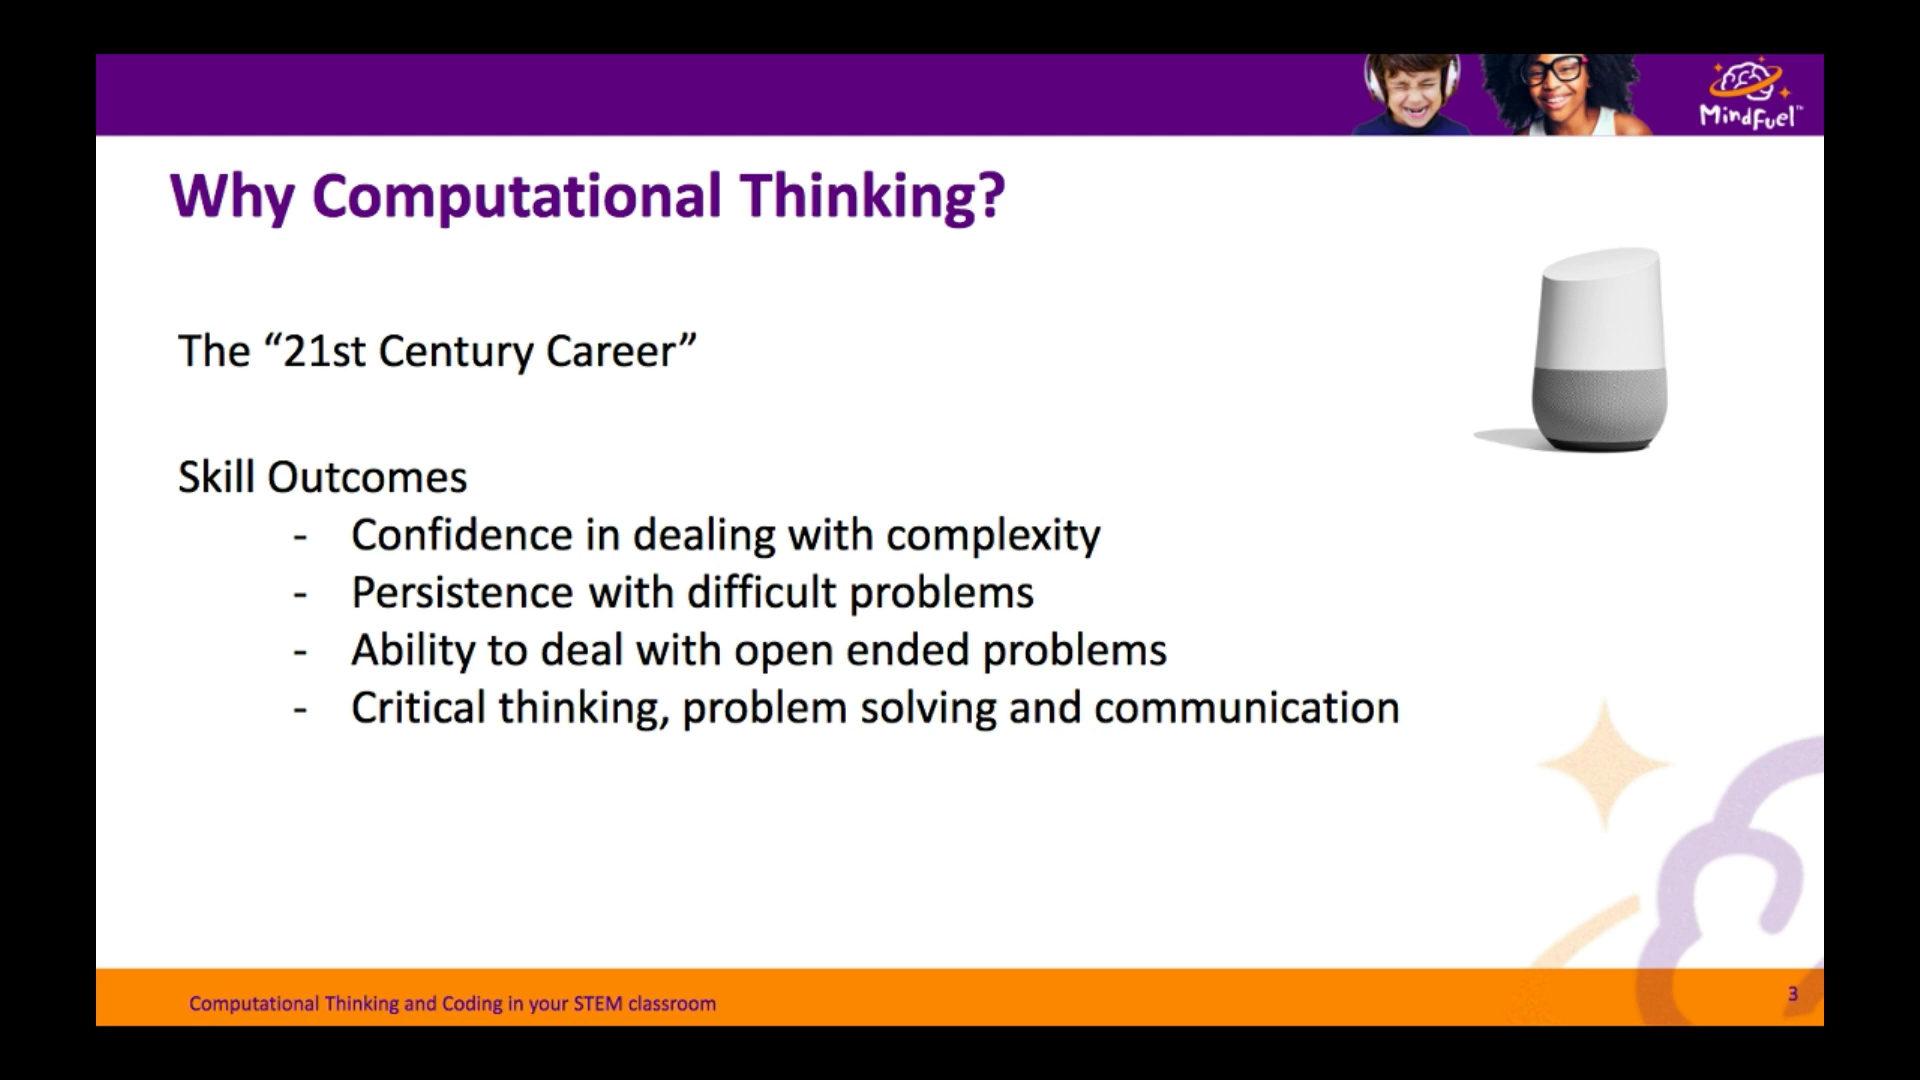 MindFuel™
Why Computational Thinking?
The “21st Century Career”
Skill Outcomes
- Confidence in dealing with complexity
- Persistence with difficult problems
- Ability to deal with open ended problems
- Critical thinking, problem solving and communication
Computational Thinking and Coding in your STEM classroom
3